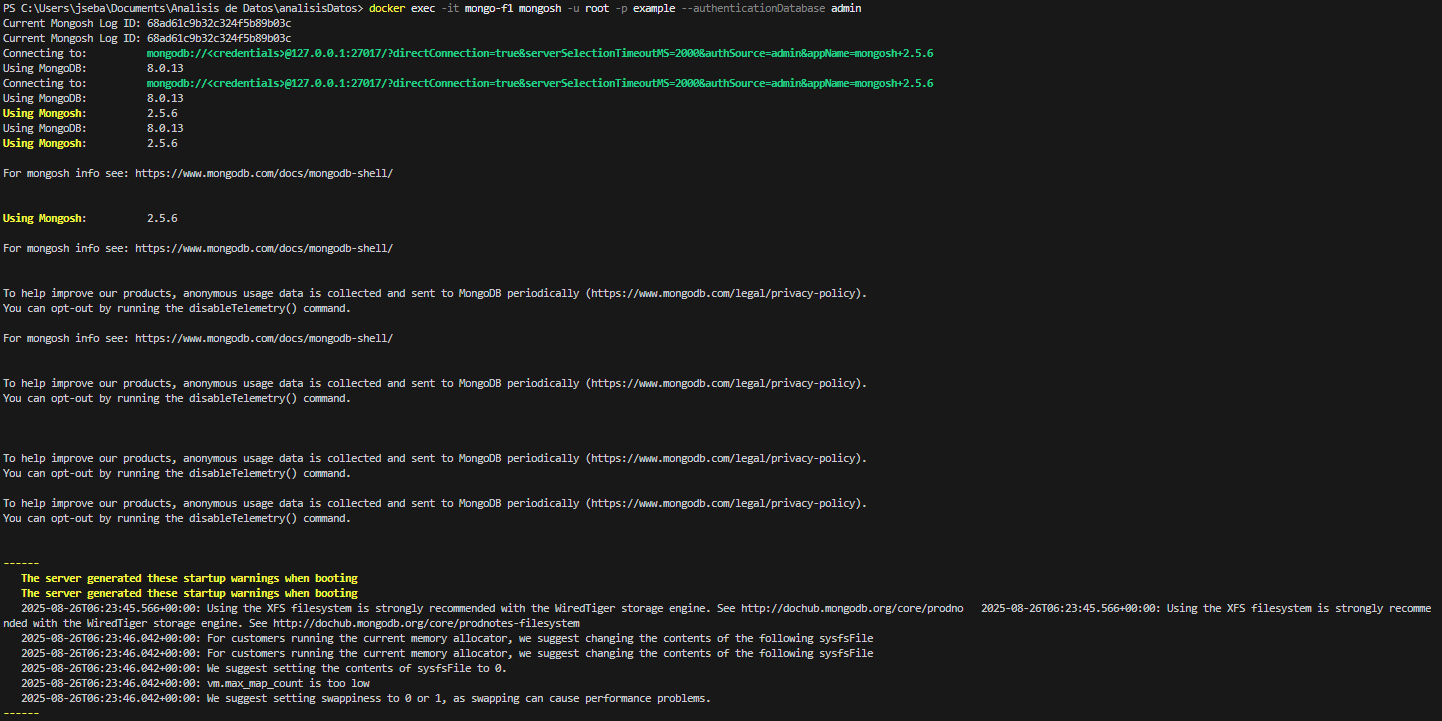 PS C:\Users\jseba\Documents\Analisis de Datos\analisisDatos> docker exec -it mongo-f1 mongosh -u root -p example --authenticationDatabase admin
Current Mongosh Log ID: 68ad61c9b32c324f5b89b03c
Current Mongosh Log ID: 68ad61c9b32c324f5b89b03c
Connecting to:          mongodb://<credentials>@127.0.0.1:27017/?directConnection=true&serverSelectionTimeoutMS=2000&authSource=admin&appName=mongosh+2.5.6
Using MongoDB:          8.0.13
Connecting to:          mongodb://<credentials>@127.0.0.1:27017/?directConnection=true&serverSelectionTimeoutMS=2000&authSource=admin&appName=mongosh+2.5.6
Using MongoDB:          8.0.13
Using Mongosh:          2.5.6
Using MongoDB:          8.0.13
Using Mongosh:          2.5.6
For mongosh info see: https://www.mongodb.com/docs/mongodb-shell/
Using Mongosh:          2.5.6
For mongosh info see: https://www.mongodb.com/docs/mongodb-shell/
To help improve our products, anonymous usage data is collected and sent to MongoDB periodically (https://www.mongodb.com/legal/privacy-policy).
You can opt-out by running the disableTelemetry() command.
For mongosh info see: https://www.mongodb.com/docs/mongodb-shell/
To help improve our products, anonymous usage data is collected and sent to MongoDB periodically (https://www.mongodb.com/legal/privacy-policy).
You can opt-out by running the disableTelemetry() command.
To help improve our products, anonymous usage data is collected and sent to MongoDB periodically (https://www.mongodb.com/legal/privacy-policy).
You can opt-out by running the disableTelemetry() command.
To help improve our products, anonymous usage data is collected and sent to MongoDB periodically (https://www.mongodb.com/legal/privacy-policy).
You can opt-out by running the disableTelemetry() command.
------
   The server generated these startup warnings when booting
   The server generated these startup warnings when booting
   2025-08-26T06:23:45.566+00:00: Using the XFS filesystem is strongly recommended with the WiredTiger storage engine. See http://dochub.mongodb.org/core/prodno   2025-08-26T06:23:45.566+00:00: Using the XFS filesystem is strongly recomme
nded with the WiredTiger storage engine. See http://dochub.mongodb.org/core/prodnotes-filesystem
   2025-08-26T06:23:46.042+00:00: For customers running the current memory allocator, we suggest changing the contents of the following sysfsFile
   2025-08-26T06:23:46.042+00:00: For customers running the current memory allocator, we suggest changing the contents of the following sysfsFile
   2025-08-26T06:23:46.042+00:00: We suggest setting the contents of sysfsFile to 0.
   2025-08-26T06:23:46.042+00:00: vm.max_map_count is too low
   2025-08-26T06:23:46.042+00:00: We suggest setting swappiness to 0 or 1, as swapping can cause performance problems.
------